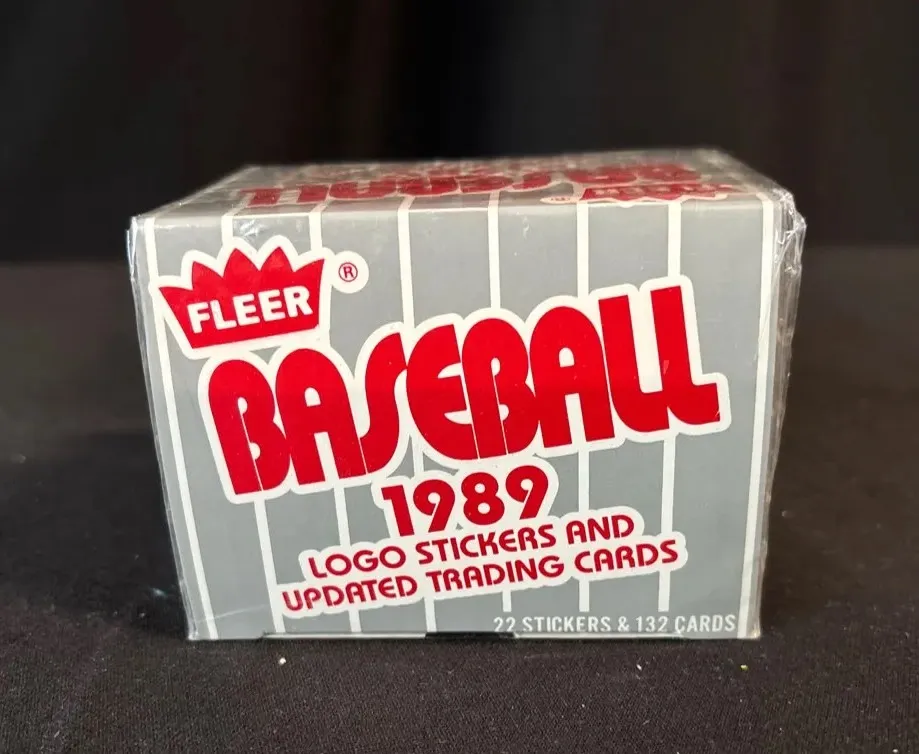 FLEER®
BASEBALL
1989
LOGO STICKERS AND
UPDATED TRADING CARDS
22 STICKERS & 132 CARDS